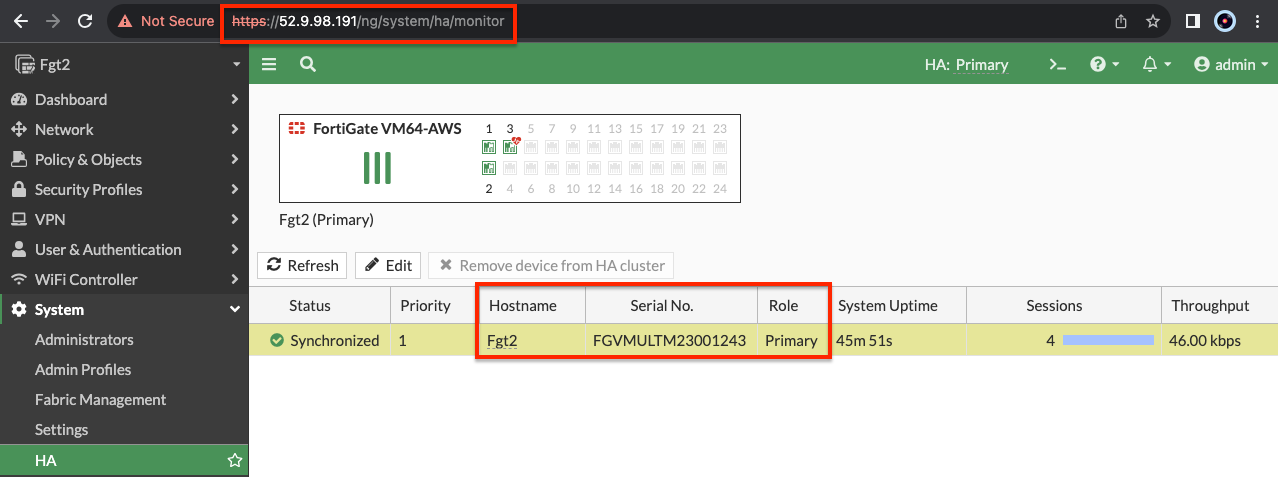 Not Secure https://52.9.98.191/ng/system/ha/monitor
Fgt2
HA: Primary
>_
admin
Dashboard
Network
Policy & Objects
Security Profiles
VPN
User & Authentication
WiFi Controller
System
Administrators
Admin Profiles
Fabric Management
Settings
HA
FortiGate VM64-AWS
1 3 5 7 9 11 13 15 17 19 21 23
2 4 6 8 10 12 14 16 18 20 22 24
Fgt2 (Primary)
Refresh Edit Remove device from HA cluster
Status Priority Hostname Serial No. Role System Uptime Sessions Throughput
Synchronized 1 Fgt2 FGVMULTM23001243 Primary 45m 51s 4 46.00 kbps